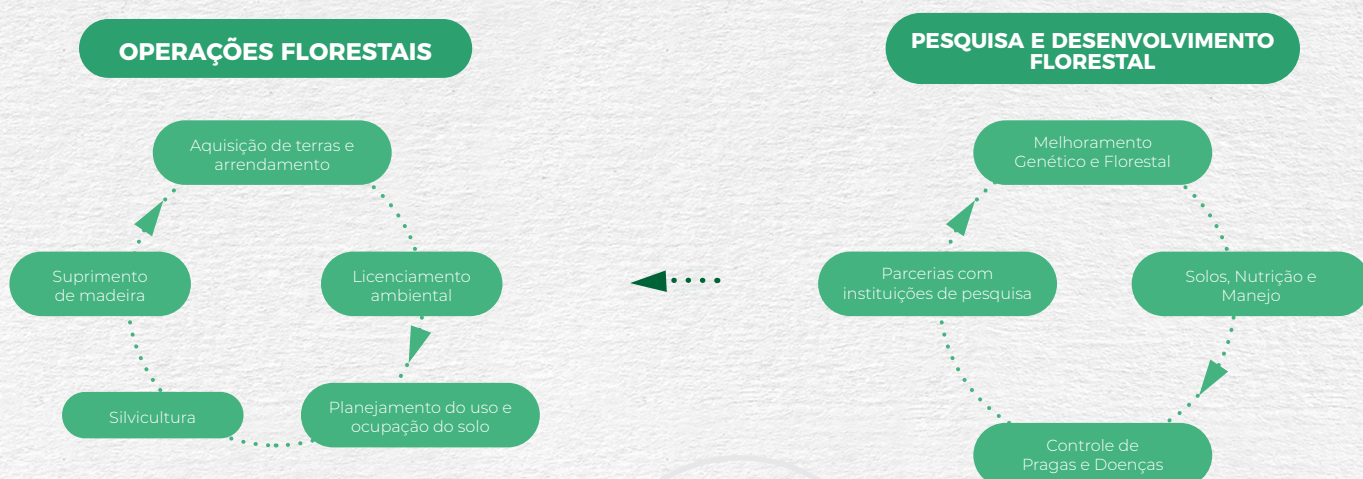 OPERAÇÕES FLORESTAIS
Aquisição de terras e
arrendamento
Licenciamento
ambiental
Planejamento do uso e
ocupação do solo
Silvicultura
Suprimento
de madeira
PESQUISA E DESENVOLVIMENTO
FLORESTAL
Melhoramento
Genético e Florestal
Solos, Nutrição e
Manejo
Controle de
Pragas e Doenças
Parcerias com
instituições de pesquisa